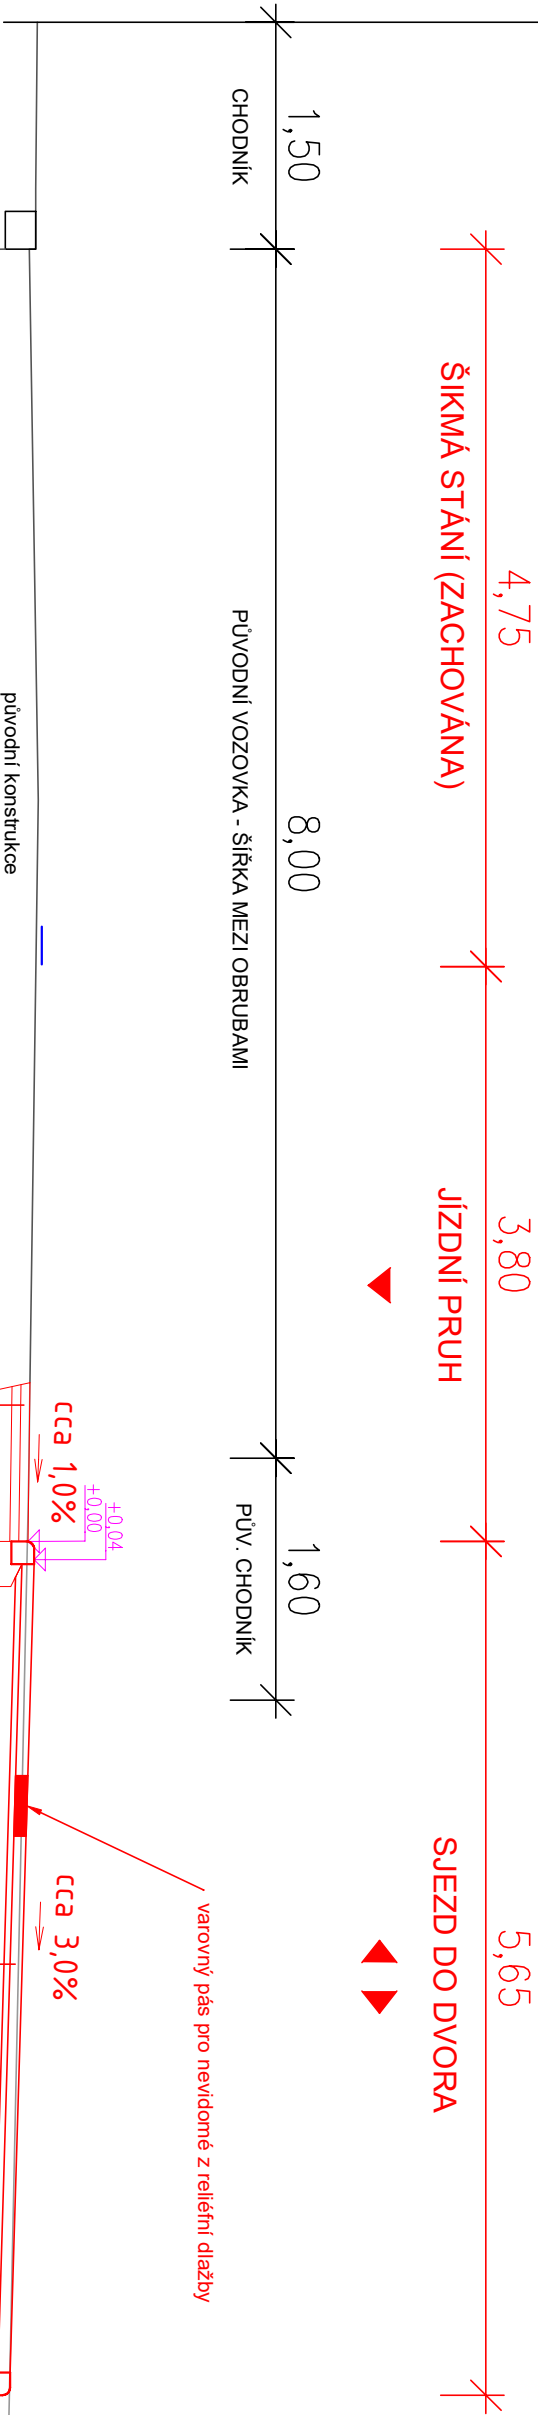 4,75
3,80
5,65
ŠIKMÁ STÁNÍ (ZACHOVÁNA)
JÍZDNÍ PRUH
SJEZD DO DVORA
1,50
8,00
1,60
CHODNÍK
PŮVODNÍ VOZOVKA - ŠÍŘKA MEZI OBRUBAMI
PŮV. CHODNÍK
varovný pás pro nevidomé z reliéfní dlažby
+0,04
+0,00
cca 1,0%
cca 3,0%
původní konstrukce